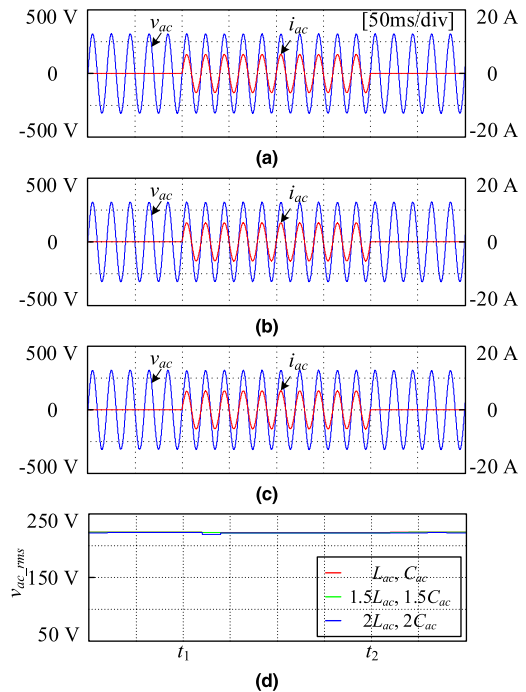 500 V
v_ac
i_ac
[50ms/div]
20 A
0
0
-500 V
-20 A
(a)
500 V
v_ac
i_ac
20 A
0
0
-500 V
-20 A
(b)
500 V
v_ac
i_ac
20 A
0
0
-500 V
-20 A
(c)
250 V
v_ac_rms
150 V
50 V
L_ac, C_ac
1.5L_ac, 1.5C_ac
2L_ac, 2C_ac
t_1
t_2
(d)